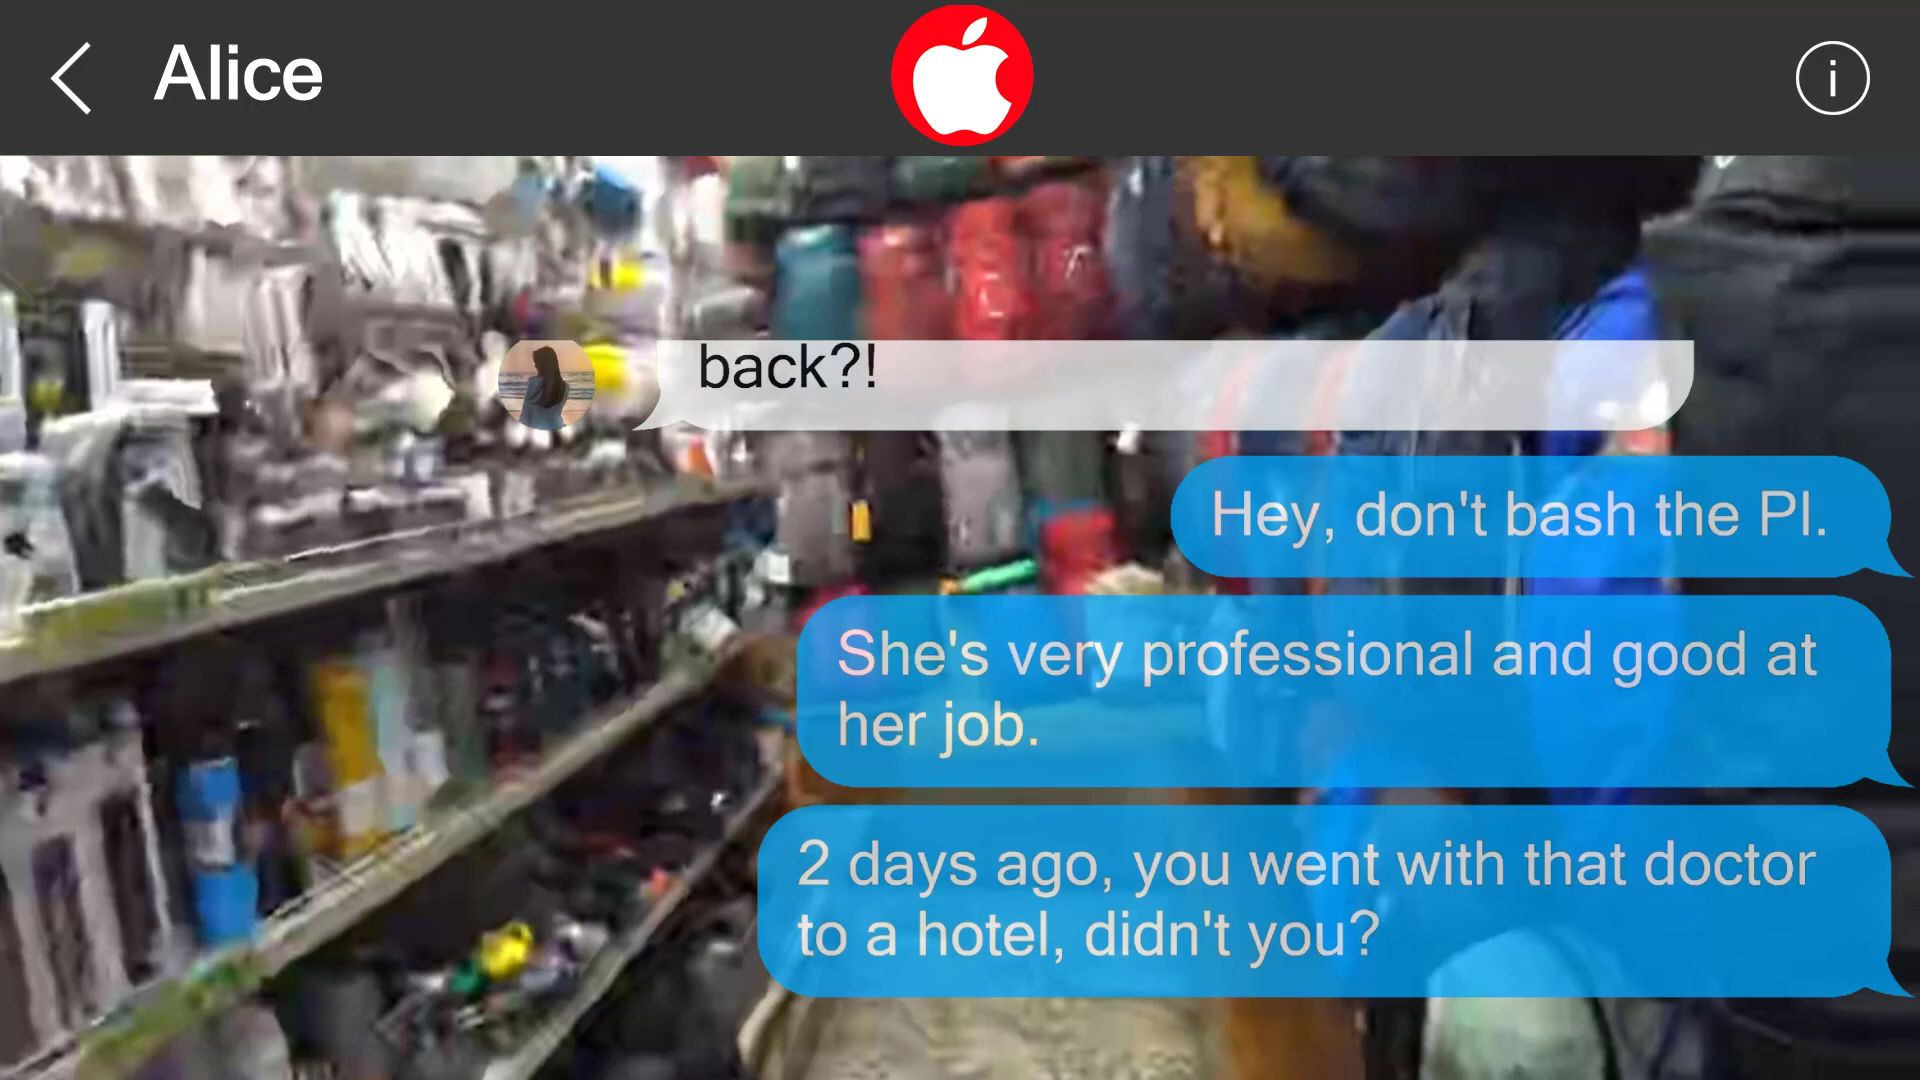 Alice
i
back?!
Hey, don't bash the PI.
She's very professional and good at
her job.
2 days ago, you went with that doctor
to a hotel, didn't you?